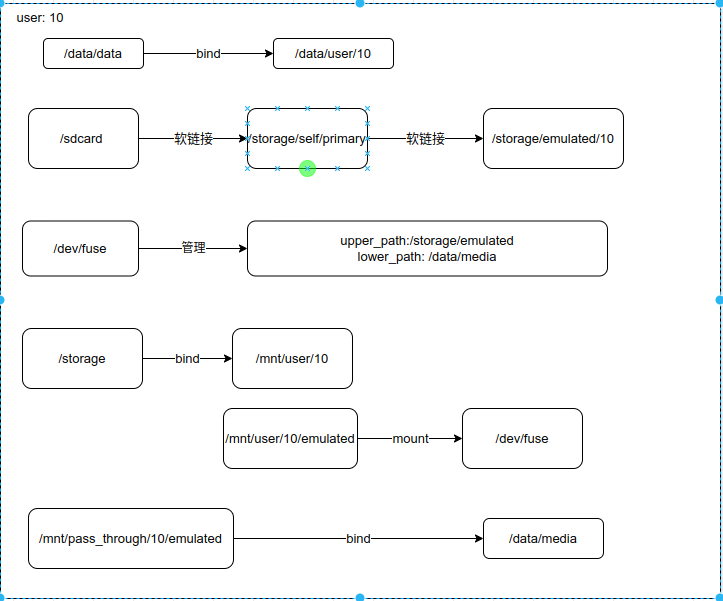 user: 10
/data/data
bind
/data/user/10
/sdcard
软链接
/storage/self/primary
软链接
/storage/emulated/10
/dev/fuse
管理
upper_path:/storage/emulated
lower_path: /data/media
/storage
bind
/mnt/user/10
/mnt/user/10/emulated
mount
/dev/fuse
/mnt/pass_through/10/emulated
bind
/data/media